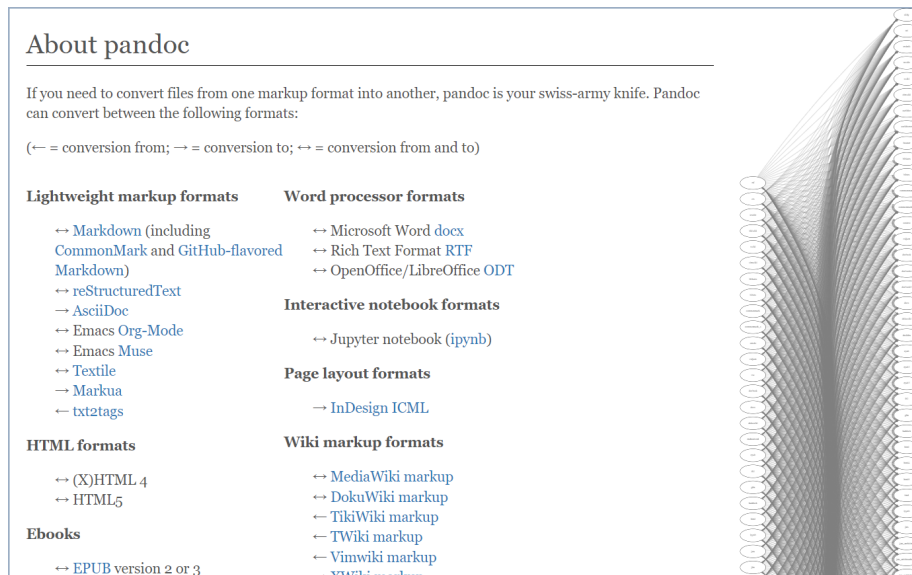 About pandoc
If you need to convert files from one markup format into another, pandoc is your swiss-army knife. Pandoc
can convert between the following formats:
(← = conversion from; → = conversion to; ↔ = conversion from and to)
Lightweight markup formats
↔ Markdown (including
CommonMark and GitHub-flavored
Markdown)
↔ reStructuredText
→ AsciiDoc
↔ Emacs Org-Mode
↔ Emacs Muse
↔ Textile
→ Markua
← txt2tags
HTML formats
↔ (X)HTML 4
↔ HTML5
Ebooks
↔ EPUB version 2 or 3
Word processor formats
↔ Microsoft Word docx
↔ Rich Text Format RTF
↔ OpenOffice/LibreOffice ODT
Interactive notebook formats
↔ Jupyter notebook (ipynb)
Page layout formats
→ InDesign ICML
Wiki markup formats
↔ MediaWiki markup
↔ DokuWiki markup
← TikiWiki markup
← TWiki markup
← Vimwiki markup